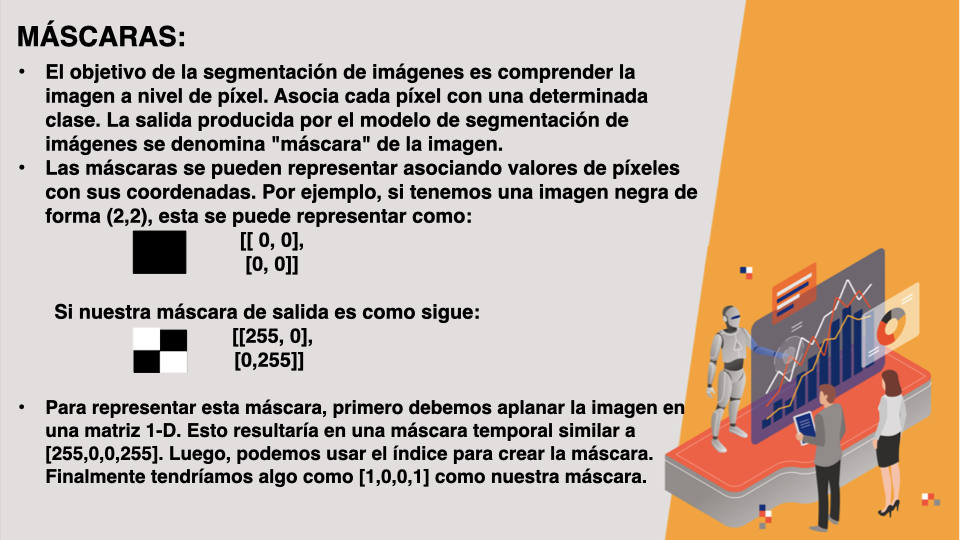 MÁSCARAS:
• El objetivo de la segmentación de imágenes es comprender la
imagen a nivel de píxel. Asocia cada píxel con una determinada
clase. La salida producida por el modelo de segmentación de
imágenes se denomina "máscara" de la imagen.
• Las máscaras se pueden representar asociando valores de píxeles
con sus coordenadas. Por ejemplo, si tenemos una imagen negra de
forma (2,2), esta se puede representar como:
[[ 0, 0],
[0, 0]]
Si nuestra máscara de salida es como sigue:
[[255, 0],
[0,255]]
• Para representar esta máscara, primero debemos aplanar la imagen en
una matriz 1-D. Esto resultaría en una máscara temporal similar a
[255,0,0,255]. Luego, podemos usar el índice para crear la máscara.
Finalmente tendríamos algo como [1,0,0,1] como nuestra máscara.